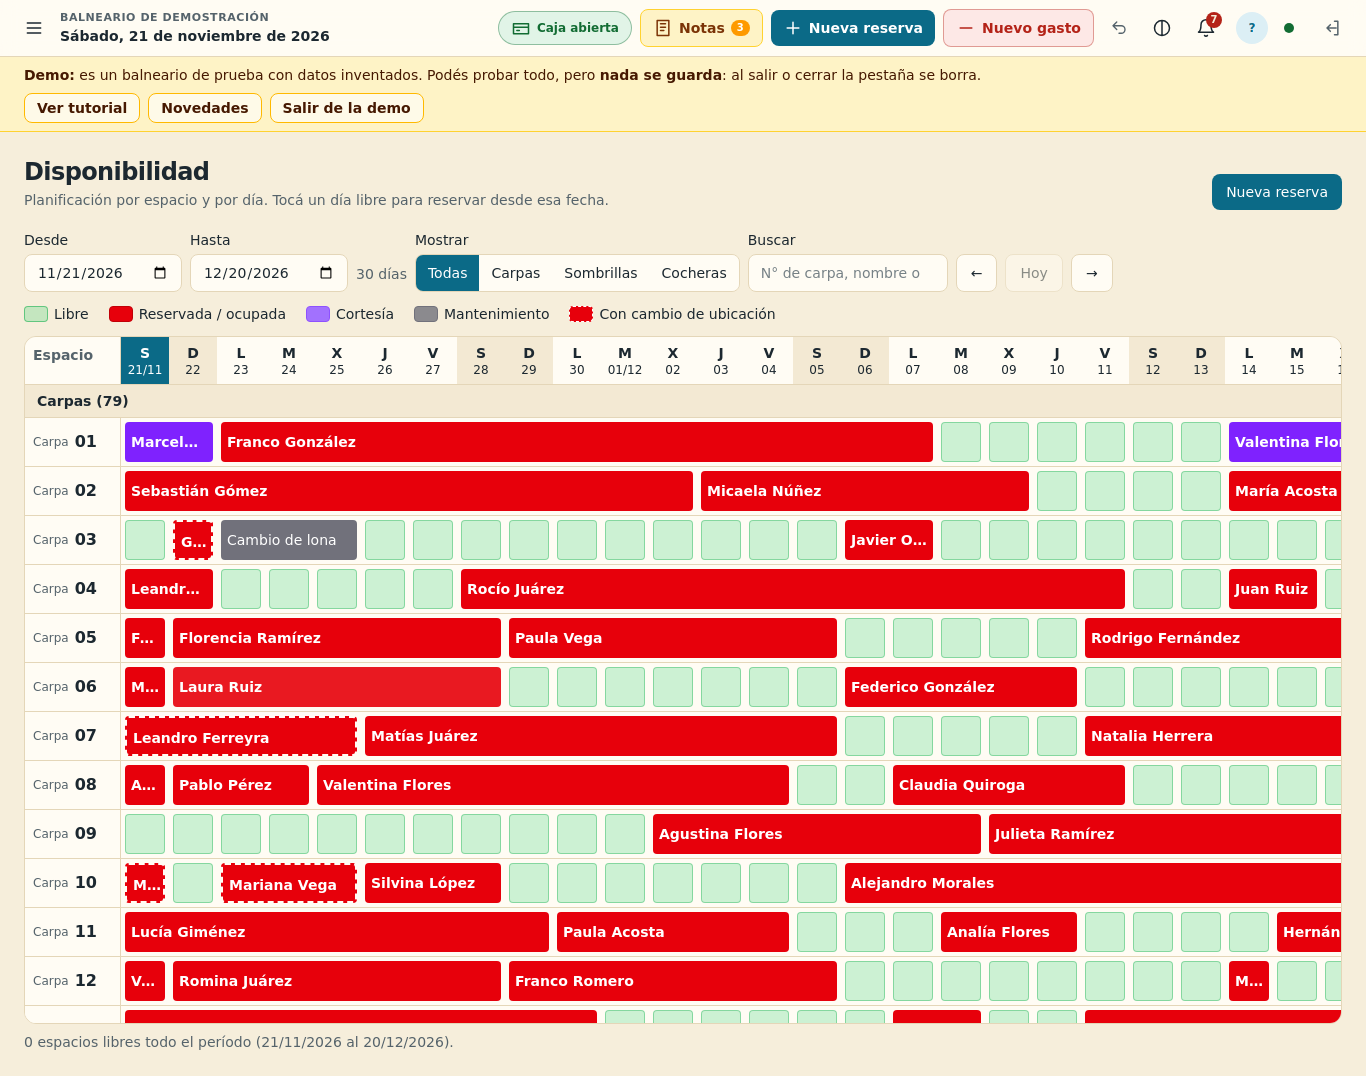 BALNEARIO DE DEMOSTRACIÓN
Sábado, 21 de noviembre de 2026
Caja abierta
Notas 3
Nueva reserva
Nuevo gasto
7
?
Demo: es un balneario de prueba con datos inventados. Podés probar todo, pero nada se guarda: al salir o cerrar la pestaña se borra.
Ver tutorial Novedades Salir de la demo
Disponibilidad
Planificación por espacio y por día. Tocá un día libre para reservar desde esa fecha.
Nueva reserva
Desde Hasta Mostrar Buscar
11/21/2026 12/20/2026 30 días Todas Carpas Sombrillas Cocheras N° de carpa, nombre o ← Hoy →
Libre Reservada / ocupada Cortesía Mantenimiento Con cambio de ubicación
Espacio S D L M X J V S D L M X J V S D L M X J V S D L M
21/11 22 23 24 25 26 27 28 29 30 01/12 02 03 04 05 06 07 08 09 10 11 12 13 14 15
Carpas (79)
Carpa 01 Marcel… Franco González Valentina Flor
Carpa 02 Sebastián Gómez Micaela Núñez María Acosta
Carpa 03 G… Cambio de lona Javier O…
Carpa 04 Leandr… Rocío Juárez Juan Ruiz
Carpa 05 F… Florencia Ramírez Paula Vega Rodrigo Fernández
Carpa 06 M… Laura Ruiz Federico González
Carpa 07 Leandro Ferreyra Matías Juárez Natalia Herrera
Carpa 08 A… Pablo Pérez Valentina Flores Claudia Quiroga
Carpa 09 Agustina Flores Julieta Ramírez
Carpa 10 M… Mariana Vega Silvina López Alejandro Morales
Carpa 11 Lucía Giménez Paula Acosta Analía Flores Hernán
Carpa 12 V… Romina Juárez Franco Romero M…
0 espacios libres todo el período (21/11/2026 al 20/12/2026).